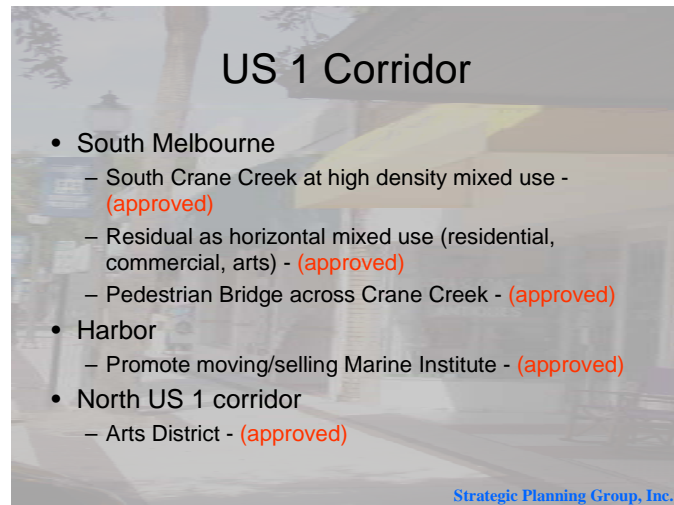 US 1 Corridor
• South Melbourne
– South Crane Creek at high density mixed use -
(approved)
– Residual as horizontal mixed use (residential,
commercial, arts) - (approved)
– Pedestrian Bridge across Crane Creek - (approved)
• Harbor
– Promote moving/selling Marine Institute - (approved)
• North US 1 corridor
– Arts District - (approved)
Strategic Planning Group, Inc.